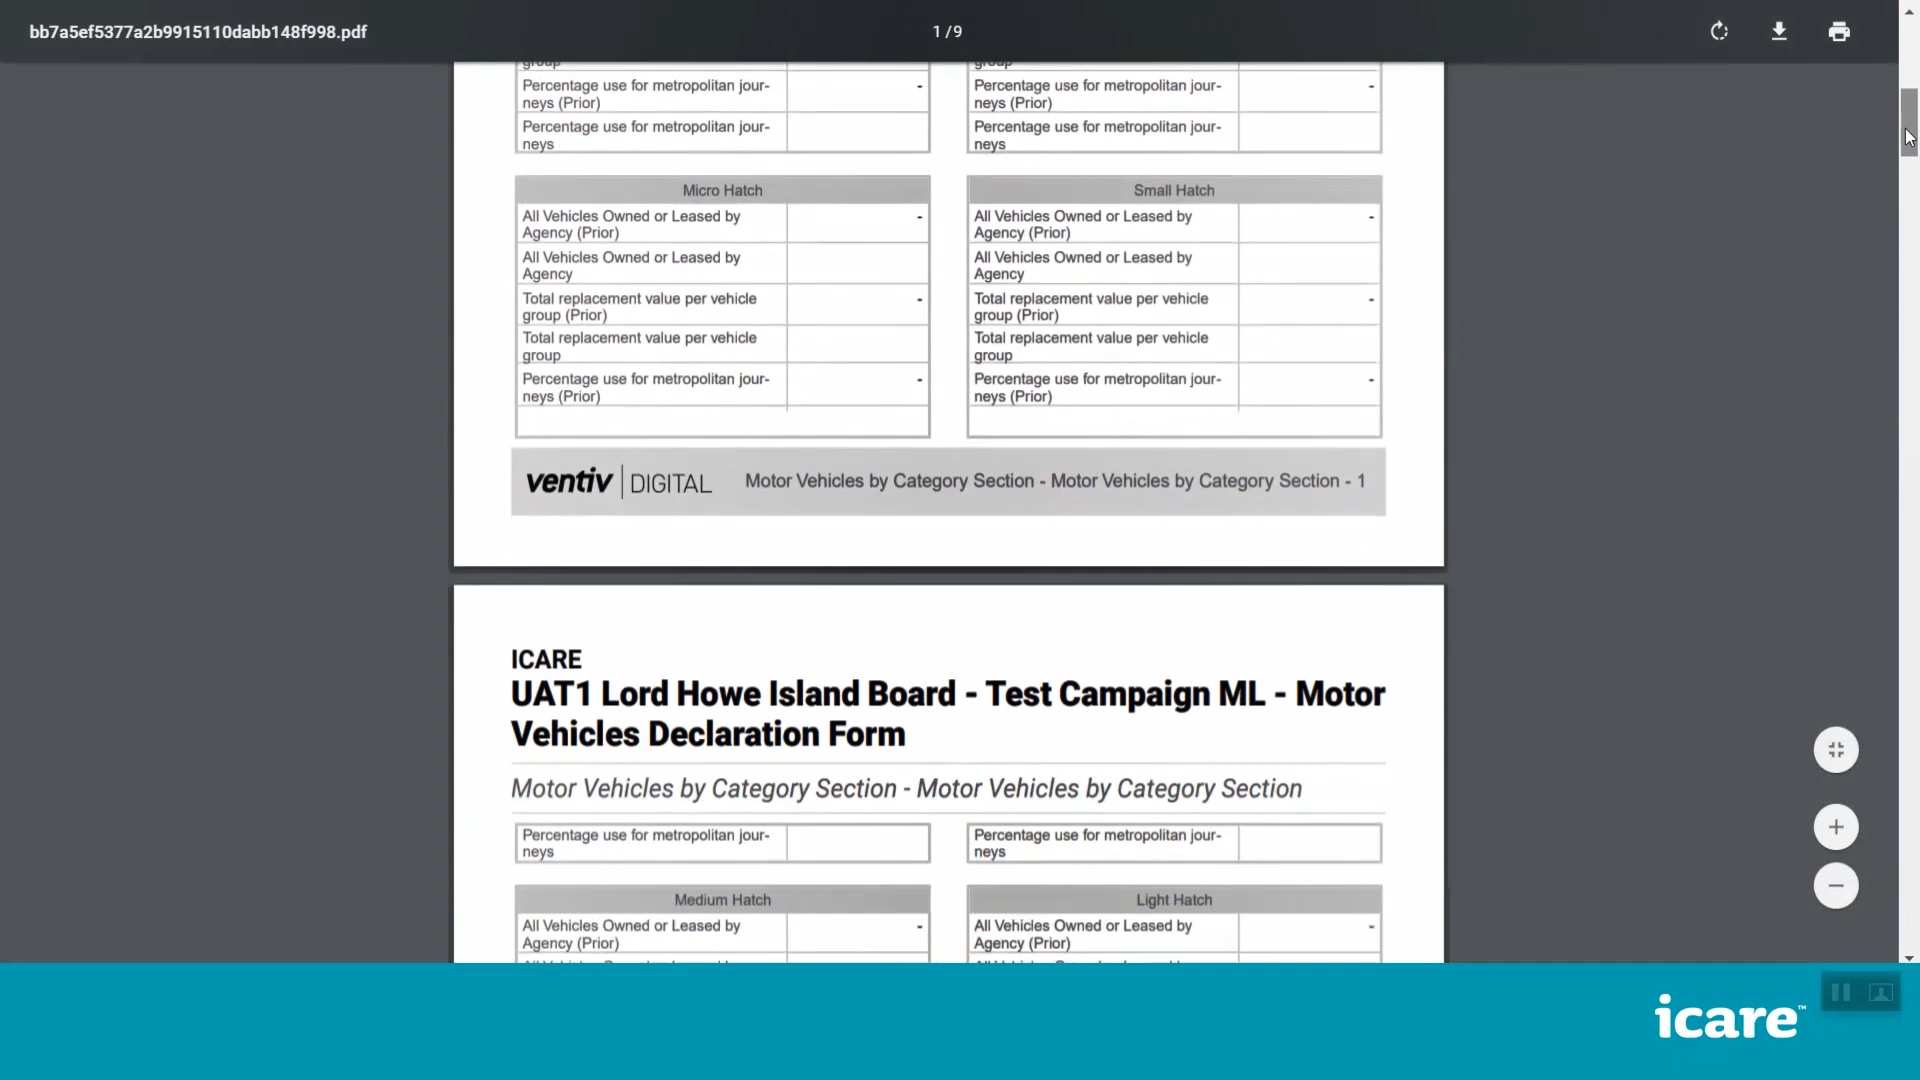 bb7a5ef5377a2b9915110dabb148f998.pdf
1 / 9
group
group
Percentage use for metropolitan jour-
neys (Prior)
-
Percentage use for metropolitan jour-
neys (Prior)
-
Percentage use for metropolitan jour-
neys
Percentage use for metropolitan jour-
neys
Micro Hatch
All Vehicles Owned or Leased by
Agency (Prior)
-
All Vehicles Owned or Leased by
Agency
Total replacement value per vehicle
group (Prior)
-
Total replacement value per vehicle
group
Percentage use for metropolitan jour-
neys (Prior)
-
Small Hatch
All Vehicles Owned or Leased by
Agency (Prior)
-
All Vehicles Owned or Leased by
Agency
Total replacement value per vehicle
group (Prior)
-
Total replacement value per vehicle
group
Percentage use for metropolitan jour-
neys (Prior)
-
ventiv | DIGITAL
Motor Vehicles by Category Section - Motor Vehicles by Category Section - 1
ICARE
UAT1 Lord Howe Island Board - Test Campaign ML - Motor
Vehicles Declaration Form
Motor Vehicles by Category Section - Motor Vehicles by Category Section
Percentage use for metropolitan jour-
neys
Percentage use for metropolitan jour-
neys
Medium Hatch
All Vehicles Owned or Leased by
Agency (Prior)
-
Light Hatch
All Vehicles Owned or Leased by
Agency (Prior)
-
icare™